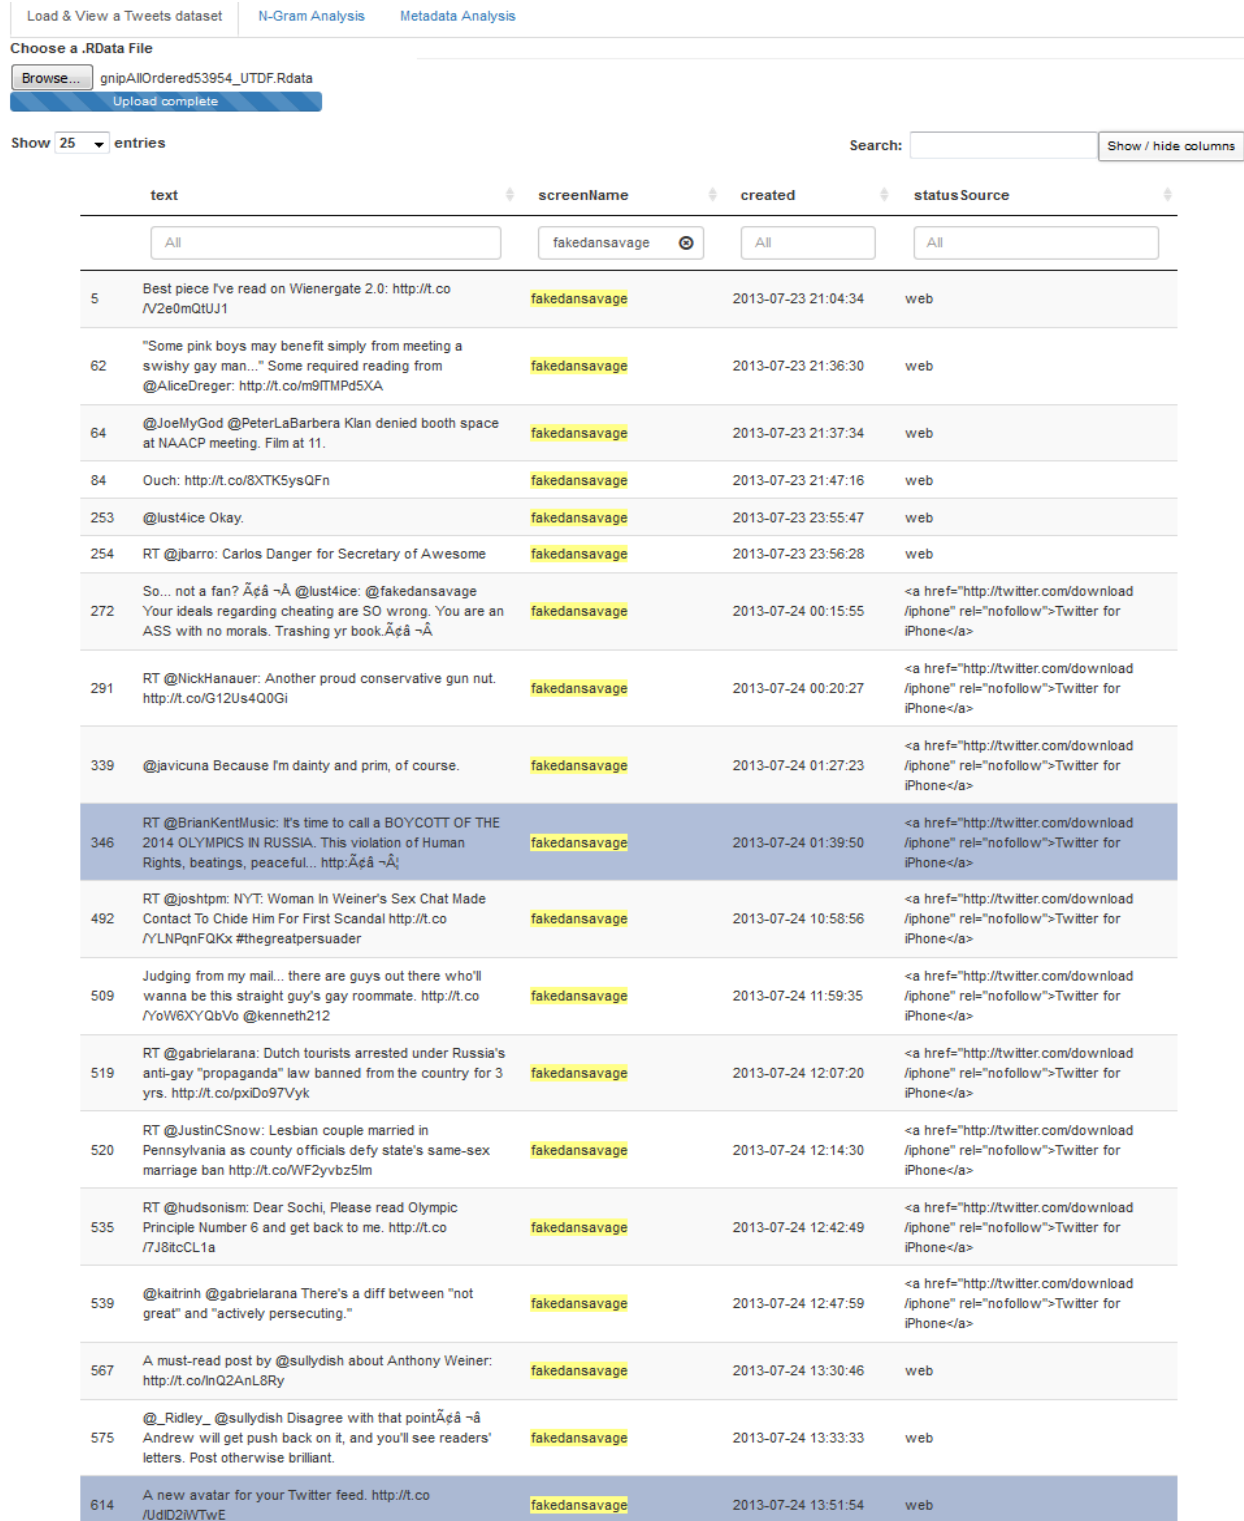 Load & View a Tweets dataset N-Gram Analysis Metadata Analysis
Choose a .RData File
Browse... gnipAllOrdered53954_UTDF.Rdata
Upload complete
Show 25 entries Search: Show / hide columns
text screenName created statusSource
All fakedansavage All All
Best piece I've read on Wienergate 2.0: http://t.co
5 fakedansavage 2013-07-23 21:04:34 web
/V2e0mQtUJ1
"Some pink boys may benefit simply from meeting a
62 swishy gay man..." Some required reading from fakedansavage 2013-07-23 21:36:30 web
@AliceDreger: http://t.co/m9lTMPd5XA
@JoeMyGod @PeterLaBarbera Klan denied booth space
64 fakedansavage 2013-07-23 21:37:34 web
at NAACP meeting. Film at 11.
84 Ouch: http://t.co/8XTK5ysQFn fakedansavage 2013-07-23 21:47:16 web
253 @lust4ice Okay. fakedansavage 2013-07-23 23:55:47 web
254 RT @jbarro: Carlos Danger for Secretary of Awesome fakedansavage 2013-07-23 23:56:28 web
So... not a fan? Ã¢â ¬Å @lust4ice: @fakedansavage <a href="http://twitter.com/download
272 Your ideals regarding cheating are SO wrong. You are an fakedansavage 2013-07-24 00:15:55 /iphone" rel="nofollow">Twitter for
ASS with no morals. Trashing yr book.Ã¢â ¬Â iPhone</a>
<a href="http://twitter.com/download
291 RT @NickHanauer: Another proud conservative gun nut. fakedansavage 2013-07-24 00:20:27 /iphone" rel="nofollow">Twitter for
http://t.co/G12Us4Q0Gi iPhone</a>
<a href="http://twitter.com/download
339 @javicuna Because I'm dainty and prim, of course. fakedansavage 2013-07-24 01:27:23 /iphone" rel="nofollow">Twitter for
iPhone</a>
RT @BrianKentMusic: It's time to call a BOYCOTT OF THE <a href="http://twitter.com/download
346 2014 OLYMPICS IN RUSSIA. This violation of Human fakedansavage 2013-07-24 01:39:50 /iphone" rel="nofollow">Twitter for
Rights, beatings, peaceful... http:Ã¢â ¬Â¦ iPhone</a>
RT @joshtpm: NYT: Woman In Weiner's Sex Chat Made <a href="http://twitter.com/download
492 Contact To Chide Him For First Scandal http://t.co fakedansavage 2013-07-24 10:58:56 /iphone" rel="nofollow">Twitter for
/YLNPqnFQKx #thegreatpersuader iPhone</a>
Judging from my mail... there are guys out there who'll <a href="http://twitter.com/download
509 wanna be this straight guy's gay roommate. http://t.co fakedansavage 2013-07-24 11:59:35 /iphone" rel="nofollow">Twitter for
/YoW6XYQbVo @kenneth212 iPhone</a>
RT @gabrielarana: Dutch tourists arrested under Russia's <a href="http://twitter.com/download
519 anti-gay "propaganda" law banned from the country for 3 fakedansavage 2013-07-24 12:07:20 /iphone" rel="nofollow">Twitter for
yrs. http://t.co/pxiDo97Vyk iPhone</a>
RT @JustinCSnow: Lesbian couple married in <a href="http://twitter.com/download
520 Pennsylvania as county officials defy state's same-sex fakedansavage 2013-07-24 12:14:30 /iphone" rel="nofollow">Twitter for
marriage ban http://t.co/WF2yvbz5lm iPhone</a>
RT @hudsonism: Dear Sochi, Please read Olympic <a href="http://twitter.com/download
535 Principle Number 6 and get back to me. http://t.co fakedansavage 2013-07-24 12:42:49 /iphone" rel="nofollow">Twitter for
/7J8itcCL1a iPhone</a>
<a href="http://twitter.com/download
539 @kaitrinh @gabrielarana There's a diff between "not fakedansavage 2013-07-24 12:47:59 /iphone" rel="nofollow">Twitter for
great" and "actively persecuting." iPhone</a>
A must-read post by @sullydish about Anthony Weiner:
567 fakedansavage 2013-07-24 13:30:46 web
http://t.co/lnQ2AnL8Ry
@_Ridley_ @sullydish Disagree with that pointÃ¢â ¬â
575 Andrew will get push back on it, and you'll see readers' fakedansavage 2013-07-24 13:33:33 web
letters. Post otherwise brilliant.
A new avatar for your Twitter feed. http://t.co
614 fakedansavage 2013-07-24 13:51:54 web
/UdID2iWTwE